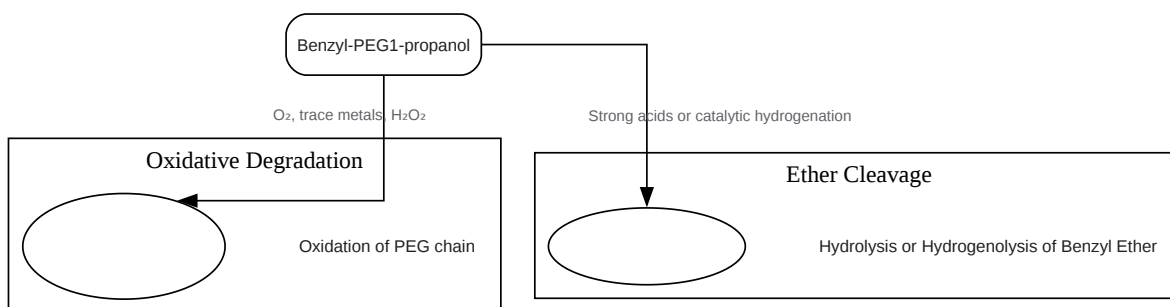 Benzyl-PEG1-propanol
O₂, trace metals, H₂O₂
Strong acids or catalytic hydrogenation
Oxidative Degradation
Ether Cleavage
Oxidation of PEG chain
Hydrolysis or Hydrogenolysis of Benzyl Ether